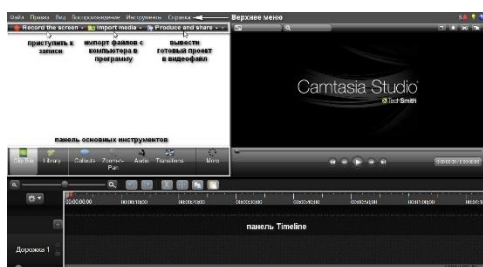 Файл Правка Вид Воспроизведение Инструменты Справка Верхнее меню
Record the screen Import media Produce and share
приступить к записи
импорт файлов с компьютера в программу
вывести готовый проект в видеофайл
Camtasia Studio
TechSmith
панель основных инструментов
Clip Bin Library Callouts Zoom-n-Pan Audio Transitions More
панель Timeline
Дорожка 1